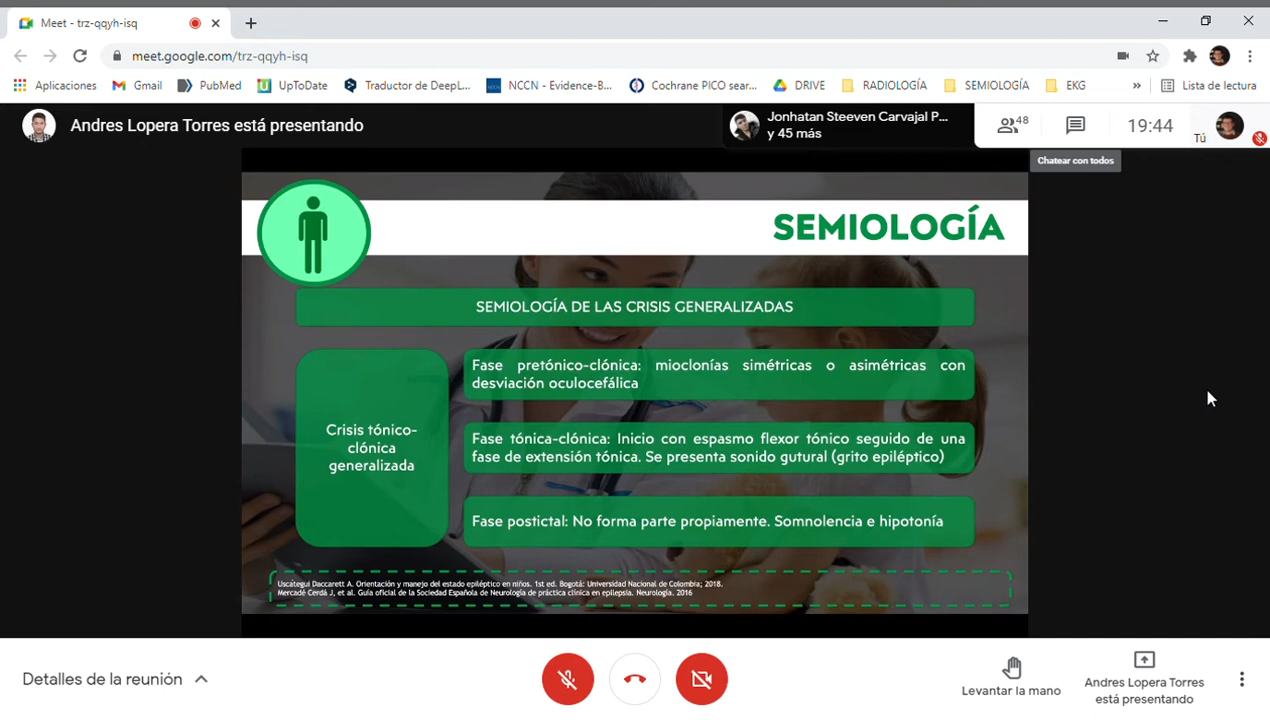 Meet - trz-qqyh-isq
meet.google.com/trz-qqyh-isq
Aplicaciones Gmail PubMed UpToDate Traductor de DeepL... NCCN - Evidence-B... Cochrane PICO sear... DRIVE RADIOLOGÍA SEMIOLOGÍA EKG » Lista de lectura
Andres Lopera Torres está presentando
Jonhatan Steeven Carvajal P...
y 45 más
48
19:44
Tú
Chatear con todos
SEMIOLOGÍA
SEMIOLOGÍA DE LAS CRISIS GENERALIZADAS
Crisis tónico-
clónica
generalizada
Fase pretónico-clónica: mioclonías simétricas o asimétricas con
desviación oculocefálica
Fase tónica-clónica: Inicio con espasmo flexor tónico seguido de una
fase de extensión tónica. Se presenta sonido gutural (grito epiléptico)
Fase postictal: No forma parte propiamente. Somnolencia e hipotonía
Uscátegui Daccarett A. Orientación y manejo del estado epiléptico en niños. 1st ed. Bogotá: Universidad Nacional de Colombia; 2018.
Mercadé Cerdá J, et al. Guía oficial de la Sociedad Española de Neurología de práctica clínica en epilepsia. Neurología. 2016
Detalles de la reunión
Levantar la mano
Andres Lopera Torres
está presentando